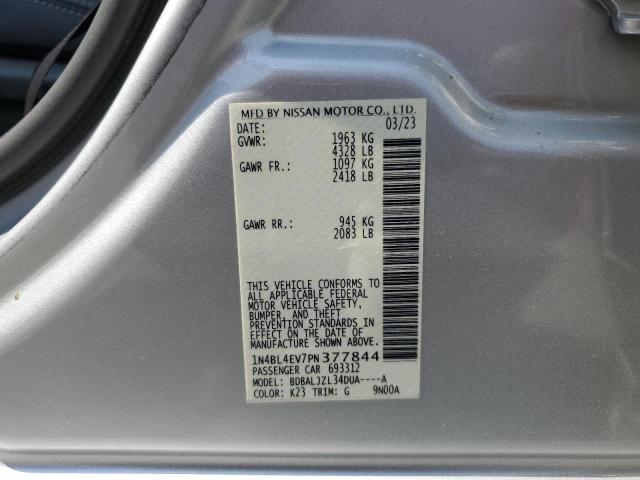 MFD BY NISSAN MOTOR CO., LTD.
DATE: 03/23
GVWR: 1963 KG
4328 LB
GAWR FR.: 1097 KG
2418 LB
GAWR RR.: 945 KG
2083 LB
THIS VEHICLE CONFORMS TO
ALL APPLICABLE FEDERAL
MOTOR VEHICLE SAFETY,
BUMPER, AND THEFT
PREVENTION STANDARDS IN
EFFECT ON THE DATE OF
MANUFACTURE SHOWN ABOVE.
1N4BL4EV7PN377844
PASSENGER CAR 693312
MODEL: BDBALJZL34DUA----A
COLOR: K23 TRIM: G 9N00A